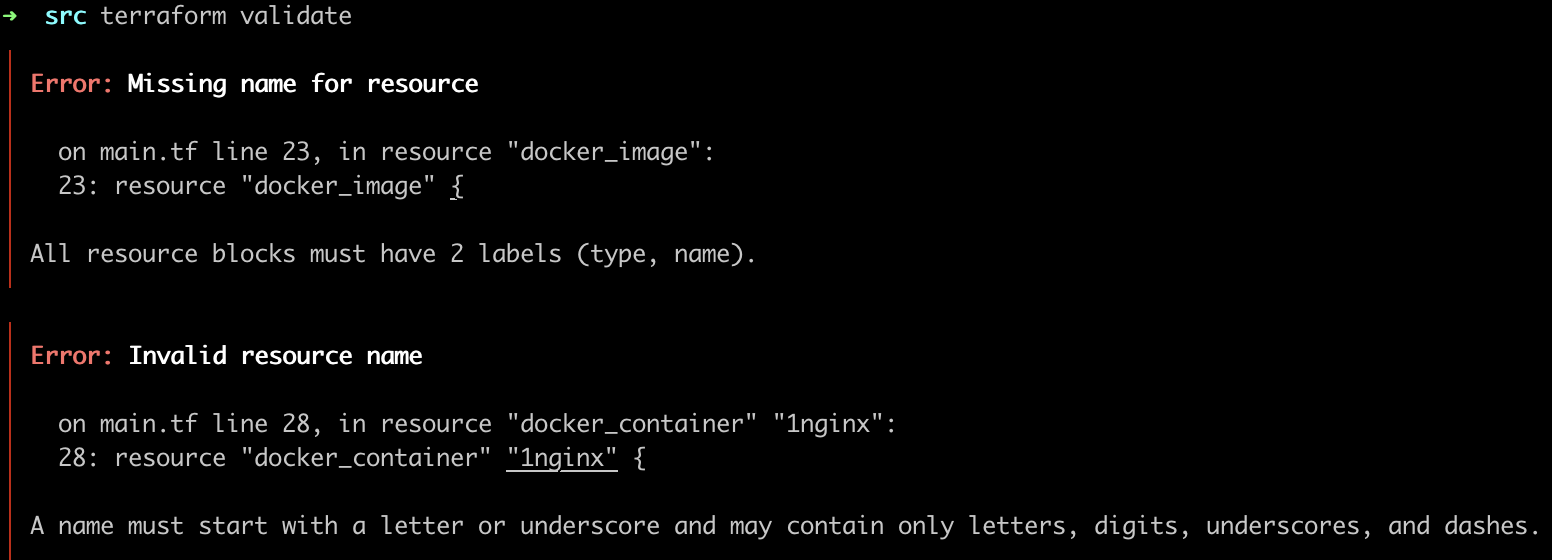 ➜ src terraform validate
Error: Missing name for resource
on main.tf line 23, in resource "docker_image":
23: resource "docker_image" {
All resource blocks must have 2 labels (type, name).
Error: Invalid resource name
on main.tf line 28, in resource "docker_container" "1nginx":
28: resource "docker_container" "1nginx" {
A name must start with a letter or underscore and may contain only letters, digits, underscores, and dashes.